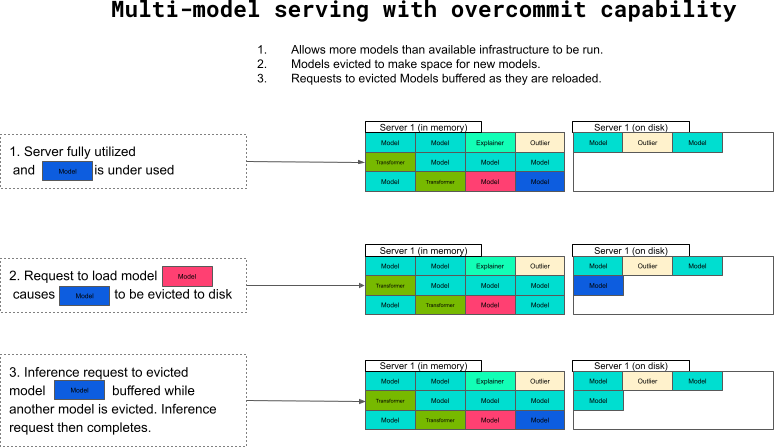 Multi-model serving with overcommit capability
1. Allows more models than available infrastructure to be run.
2. Models evicted to make space for new models.
3. Requests to evicted Models buffered as they are reloaded.
1. Server fully utilized
and Model is under used
Server 1 (in memory)
Model Model Explainer Outlier
Transformer Model Model Model
Model Transformer Model Model
Server 1 (on disk)
Model Outlier Model
2. Request to load model Model
causes Model to be evicted to disk
Server 1 (in memory)
Model Model Explainer Outlier
Transformer Model Model Model
Model Transformer Model Model
Server 1 (on disk)
Model Outlier Model
Model
3. Inference request to evicted
model Model buffered while
another model is evicted. Inference
request then completes.
Server 1 (in memory)
Model Model Explainer Outlier
Transformer Model Model Model
Model Transformer Model Model
Server 1 (on disk)
Model Outlier Model
Model